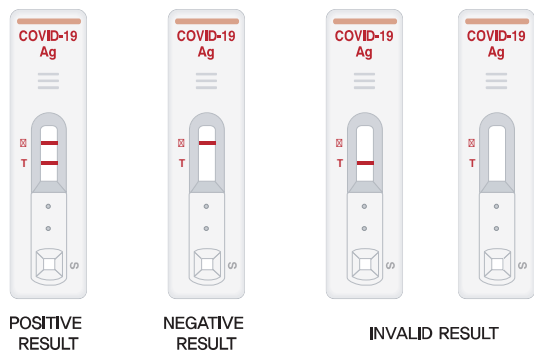 COVID-19
Ag
T
S
COVID-19
Ag
T
S
COVID-19
Ag
T
S
COVID-19
Ag
T
S
POSITIVE
RESULT
NEGATIVE
RESULT
INVALID RESULT